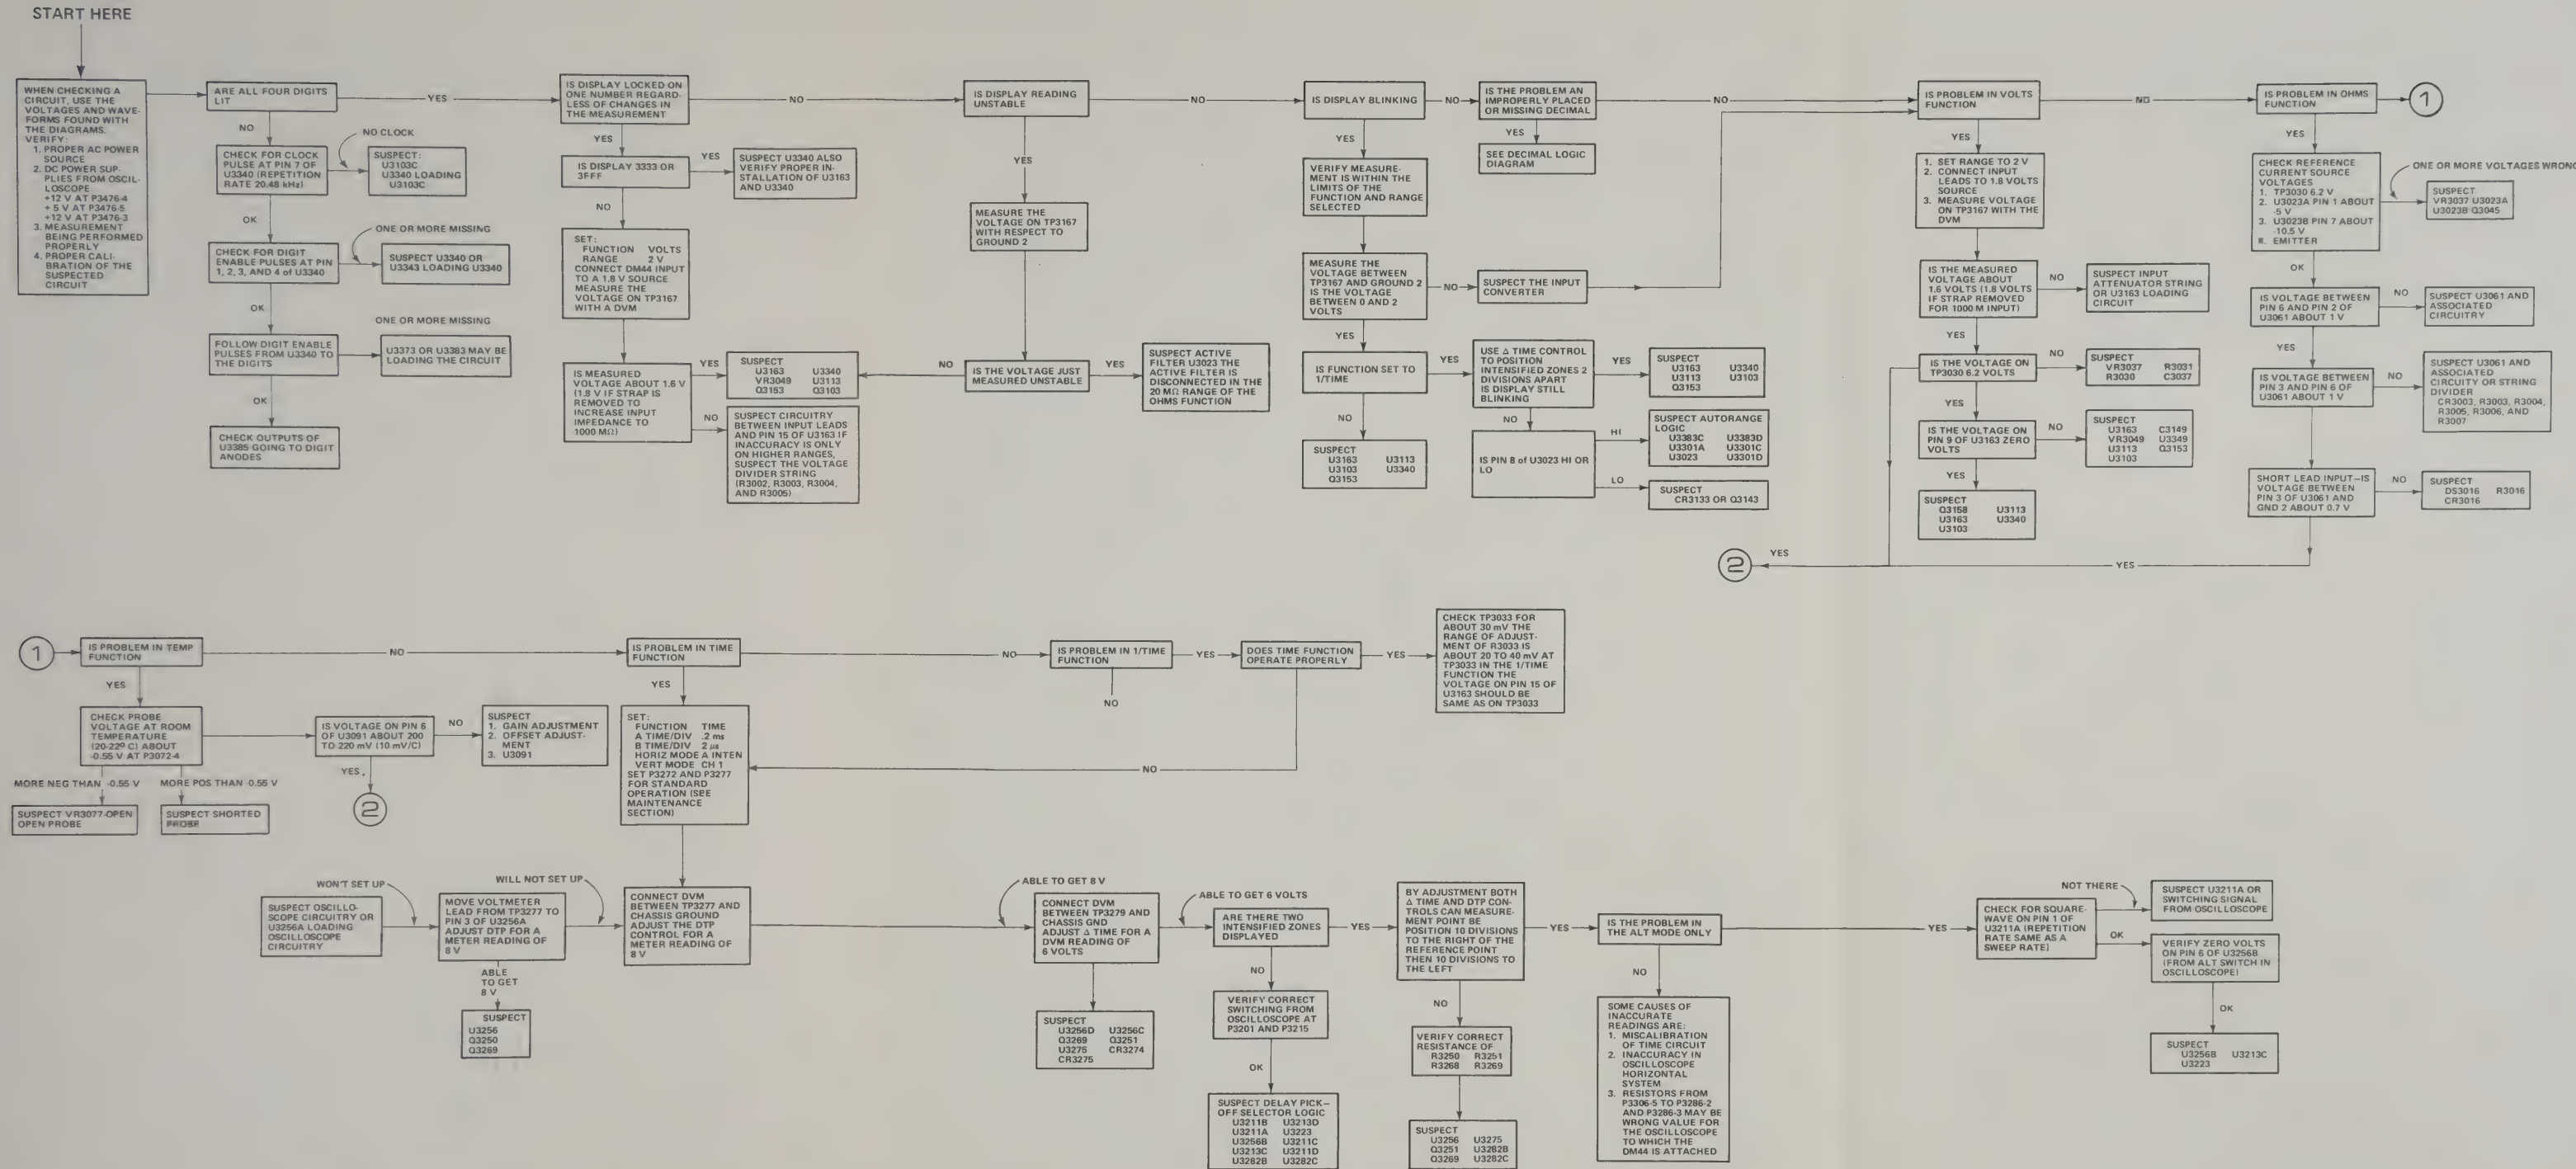 START HERE
WHEN CHECKING A
CIRCUIT, USE THE
VOLTAGES AND WAVE-
FORMS FOUND WITH
THE DIAGRAMS.
VERIFY:
1. PROPER AC POWER
SOURCE
2. DC POWER SUP-
PLIES FROM OSCIL-
LOSCOPE
+12 V AT P3476-4
+ 5 V AT P3476-5
+12 V AT P3476-3
3. MEASUREMENT
BEING PERFORMED
PROPERLY
4. PROPER CALI-
BRATION OF THE
SUSPECTED
CIRCUIT
ARE ALL FOUR DIGITS
LIT
YES
NO
NO CLOCK
CHECK FOR CLOCK
PULSE AT PIN 7 OF
U3340 (REPETITION
RATE 20.48 kHz)
SUSPECT:
U3103C
U3340 LOADING
U3103C
OK
ONE OR MORE MISSING
CHECK FOR DIGIT
ENABLE PULSES AT PIN
1, 2, 3, AND 4 of U3340
SUSPECT U3340 OR
U3343 LOADING U3340
OK
ONE OR MORE MISSING
FOLLOW DIGIT ENABLE
PULSES FROM U3340 TO
THE DIGITS
U3373 OR U3383 MAY BE
LOADING THE CIRCUIT
OK
CHECK OUTPUTS OF
U3385 GOING TO DIGIT
ANODES
IS DISPLAY LOCKED ON
ONE NUMBER REGARD-
LESS OF CHANGES IN
THE MEASUREMENT
NO
YES
IS DISPLAY 3333 OR
3FFF
YES
SUSPECT U3340 ALSO
VERIFY PROPER IN-
STALLATION OF U3163
AND U3340
NO
SET:
FUNCTION VOLTS
RANGE 2 V
CONNECT DM44 INPUT
TO A 1.8 V SOURCE
MEASURE THE
VOLTAGE ON TP3167
WITH A DVM
IS MEASURED
VOLTAGE ABOUT 1.6 V
(1.8 V IF STRAP IS
REMOVED TO
INCREASE INPUT
IMPEDANCE TO
1000 MΩ)
YES
SUSPECT
U3163 U3340
VR3049 U3113
Q3153 Q3103
NO
SUSPECT CIRCUITRY
BETWEEN INPUT LEADS
AND PIN 15 OF U3163 IF
INACCURACY IS ONLY
ON HIGHER RANGES,
SUSPECT THE VOLTAGE
DIVIDER STRING
(R3002, R3003, R3004,
AND R3005)
IS DISPLAY READING
UNSTABLE
NO
YES
MEASURE THE
VOLTAGE ON TP3167
WITH RESPECT TO
GROUND 2
NO
IS THE VOLTAGE JUST
MEASURED UNSTABLE
YES
SUSPECT ACTIVE
FILTER U3023 THE
ACTIVE FILTER IS
DISCONNECTED IN THE
20 MΩ RANGE OF THE
OHMS FUNCTION
IS DISPLAY BLINKING
NO
YES
VERIFY MEASURE-
MENT IS WITHIN THE
LIMITS OF THE
FUNCTION AND RANGE
SELECTED
MEASURE THE
VOLTAGE BETWEEN
TP3167 AND GROUND 2
IS THE VOLTAGE
BETWEEN 0 AND 2
VOLTS
NO
SUSPECT THE INPUT
CONVERTER
YES
IS FUNCTION SET TO
1/TIME
YES
NO
SUSPECT
U3163 U3113
U3103 U3340
Q3153
USE Δ TIME CONTROL
TO POSITION
INTENSIFIED ZONES 2
DIVISIONS APART
IS DISPLAY STILL
BLINKING
YES
SUSPECT
U3163 U3340
U3113 U3103
Q3153
NO
IS PIN 8 of U3023 HI OR
LO
HI
SUSPECT AUTORANGE
LOGIC
U3383C U3383D
U3301A U3301C
U3023 U3301D
LO
SUSPECT
CR3133 OR Q3143
IS THE PROBLEM AN
IMPROPERLY PLACED
OR MISSING DECIMAL
NO
YES
SEE DECIMAL LOGIC
DIAGRAM
IS PROBLEM IN VOLTS
FUNCTION
NO
YES
1. SET RANGE TO 2 V
2. CONNECT INPUT
LEADS TO 1.8 VOLTS
SOURCE
3. MEASURE VOLTAGE
ON TP3167 WITH THE
DVM
IS THE MEASURED
VOLTAGE ABOUT
1.6 VOLTS (1.8 VOLTS
IF STRAP REMOVED
FOR 1000 M INPUT)
NO
SUSPECT INPUT
ATTENUATOR STRING
OR U3163 LOADING
CIRCUIT
YES
IS THE VOLTAGE ON
TP3030 6.2 VOLTS
NO
SUSPECT
VR3037 R3031
R3030 C3037
YES
IS THE VOLTAGE ON
PIN 9 OF U3163 ZERO
VOLTS
NO
SUSPECT
U3163 C3149
VR3049 U3349
U3113 Q3153
U3103
YES
SUSPECT
Q3158 U3113
U3163 U3340
U3103
IS PROBLEM IN OHMS
FUNCTION
1
YES
CHECK REFERENCE
CURRENT SOURCE
VOLTAGES
1. TP3030 6.2 V
2. U3023A PIN 1 ABOUT
-5 V
3. U3023B PIN 7 ABOUT
-10.5 V
EMITTER
ONE OR MORE VOLTAGES WRONG
SUSPECT
VR3037 U3023A
U3023B Q3045
OK
IS VOLTAGE BETWEEN
PIN 6 AND PIN 2 OF
U3061 ABOUT 1 V
NO
SUSPECT U3061 AND
ASSOCIATED
CIRCUITRY
YES
IS VOLTAGE BETWEEN
PIN 3 AND PIN 6 OF
U3061 ABOUT 1 V
NO
SUSPECT U3061 AND
ASSOCIATED
CIRCUITY OR STRING
DIVIDER
CR3003, R3003, R3004,
R3005, R3006, AND
R3007
SHORT LEAD INPUT—IS
VOLTAGE BETWEEN
PIN 3 OF U3061 AND
GND 2 ABOUT 0.7 V
NO
SUSPECT
DS3016 R3016
CR3016
2
YES
YES
1
IS PROBLEM IN TEMP
FUNCTION
NO
YES
CHECK PROBE
VOLTAGE AT ROOM
TEMPERATURE
(20-22º C) ABOUT
-0.55 V AT P3072-4
MORE NEG THAN -0.55 V
MORE POS THAN -0.55 V
SUSPECT VR3077-OPEN
OPEN PROBE
SUSPECT SHORTED
PROBE
IS VOLTAGE ON PIN 6
OF U3091 ABOUT 200
TO 220 mV (10 mV/C)
NO
SUSPECT
1. GAIN ADJUSTMENT
2. OFFSET ADJUST-
MENT
3. U3091
YES
2
IS PROBLEM IN TIME
FUNCTION
NO
YES
SET:
FUNCTION TIME
A TIME/DIV .2 ms
B TIME/DIV 2 µs
HORIZ MODE A INTEN
VERT MODE CH 1
SET P3272 AND P3277
FOR STANDARD
OPERATION (SEE
MAINTENANCE
SECTION)
IS PROBLEM IN 1/TIME
FUNCTION
NO
YES
DOES TIME FUNCTION
OPERATE PROPERLY
YES
NO
CHECK TP3033 FOR
ABOUT 30 mV THE
RANGE OF ADJUST-
MENT OF R3033 IS
ABOUT 20 TO 40 mV AT
TP3033 IN THE 1/TIME
FUNCTION THE
VOLTAGE ON PIN 15 OF
U3163 SHOULD BE
SAME AS ON TP3033
WON'T SET UP
WILL NOT SET UP
SUSPECT OSCILLO-
SCOPE CIRCUITRY OR
U3256A LOADING
OSCILLOSCOPE
CIRCUITRY
MOVE VOLTMETER
LEAD FROM TP3277 TO
PIN 3 OF U3256A
ADJUST DTP FOR A
METER READING OF
8 V
ABLE
TO GET
8 V
SUSPECT
U3256
Q3250
Q3269
CONNECT DVM
BETWEEN TP3277 AND
CHASSIS GROUND
ADJUST THE DTP
CONTROL FOR A
METER READING OF
8 V
ABLE TO GET 8 V
CONNECT DVM
BETWEEN TP3279 AND
CHASSIS GND
ADJUST Δ TIME FOR A
DVM READING OF
6 VOLTS
SUSPECT
U3256D U3256C
Q3269 Q3251
U3275 CR3274
CR3275
ABLE TO GET 6 VOLTS
ARE THERE TWO
INTENSIFIED ZONES
DISPLAYED
YES
NO
VERIFY CORRECT
SWITCHING FROM
OSCILLOSCOPE AT
P3201 AND P3215
OK
SUSPECT DELAY PICK—
OFF SELECTOR LOGIC
U3211B U3213D
U3211A U3223
U3256B U3211C
U3213C U3211D
U3282B U3282C
BY ADJUSTMENT BOTH
Δ TIME AND DTP CON-
TROLS CAN MEASURE-
MENT POINT BE
POSITION 10 DIVISIONS
TO THE RIGHT OF THE
REFERENCE POINT
THEN 10 DIVISIONS TO
THE LEFT
YES
NO
VERIFY CORRECT
RESISTANCE OF
R3250 R3251
R3268 R3269
SUSPECT
U3256 U3275
Q3251 U3282B
Q3269 U3282C
IS THE PROBLEM IN
THE ALT MODE ONLY
YES
NO
SOME CAUSES OF
INACCURATE
READINGS ARE:
1. MISCALIBRATION
OF TIME CIRCUIT
2. INACCURACY IN
OSCILLOSCOPE
HORIZONTAL
SYSTEM
3. RESISTORS FROM
P3306-5 TO P3286-2
AND P3286-3 MAY BE
WRONG VALUE FOR
THE OSCILLOSCOPE
TO WHICH THE
DM44 IS ATTACHED
CHECK FOR SQUARE-
WAVE ON PIN 1 OF
U3211A (REPETITION
RATE SAME AS A
SWEEP RATE)
NOT THERE
SUSPECT U3211A OR
SWITCHING SIGNAL
FROM OSCILLOSCOPE
OK
VERIFY ZERO VOLTS
ON PIN 6 OF U3256B
(FROM ALT SWITCH IN
OSCILLOSCOPE)
OK
SUSPECT
U3256B U3213C
U3223